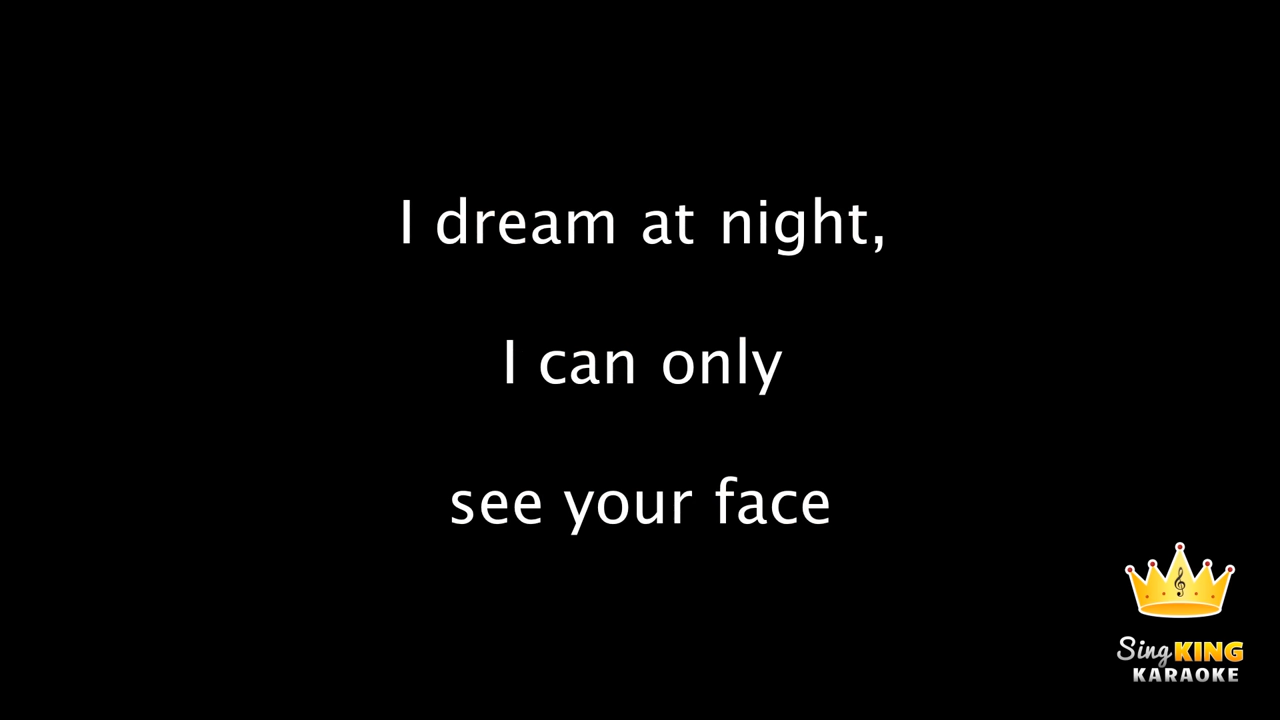 I dream at night,
I can only
see your face
Sing KING
KARAOKE